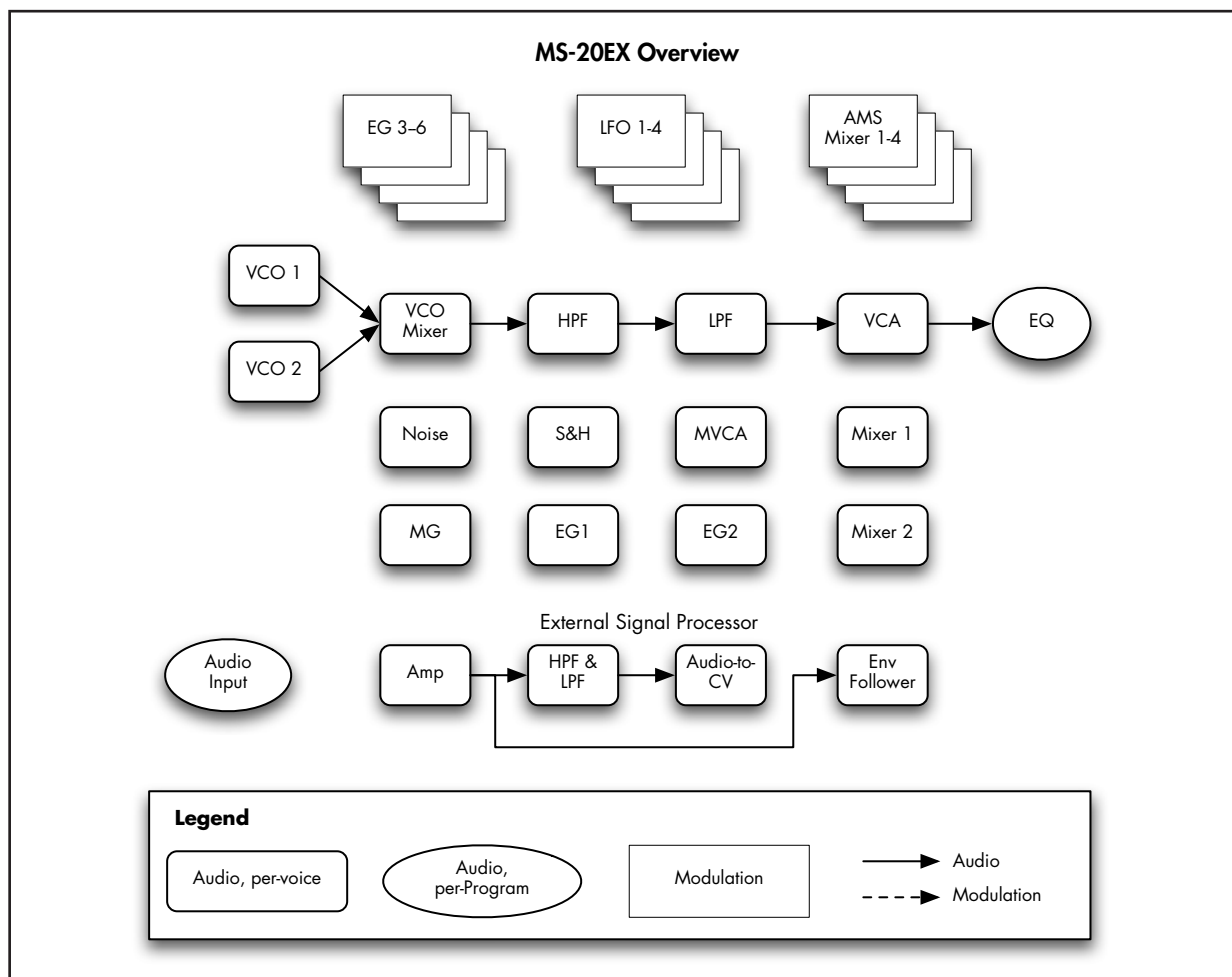 MS-20EX Overview
EG 3–6
LFO 1-4
AMS
Mixer 1-4
VCO 1
VCO 2
VCO
Mixer
HPF
LPF
VCA
EQ
Noise
S&H
MVCA
Mixer 1
MG
EG1
EG2
Mixer 2
External Signal Processor
Audio
Input
Amp
HPF &
LPF
Audio-to-
CV
Env
Follower
Legend
Audio, per-voice
Audio,
per-Program
Modulation
Audio
Modulation